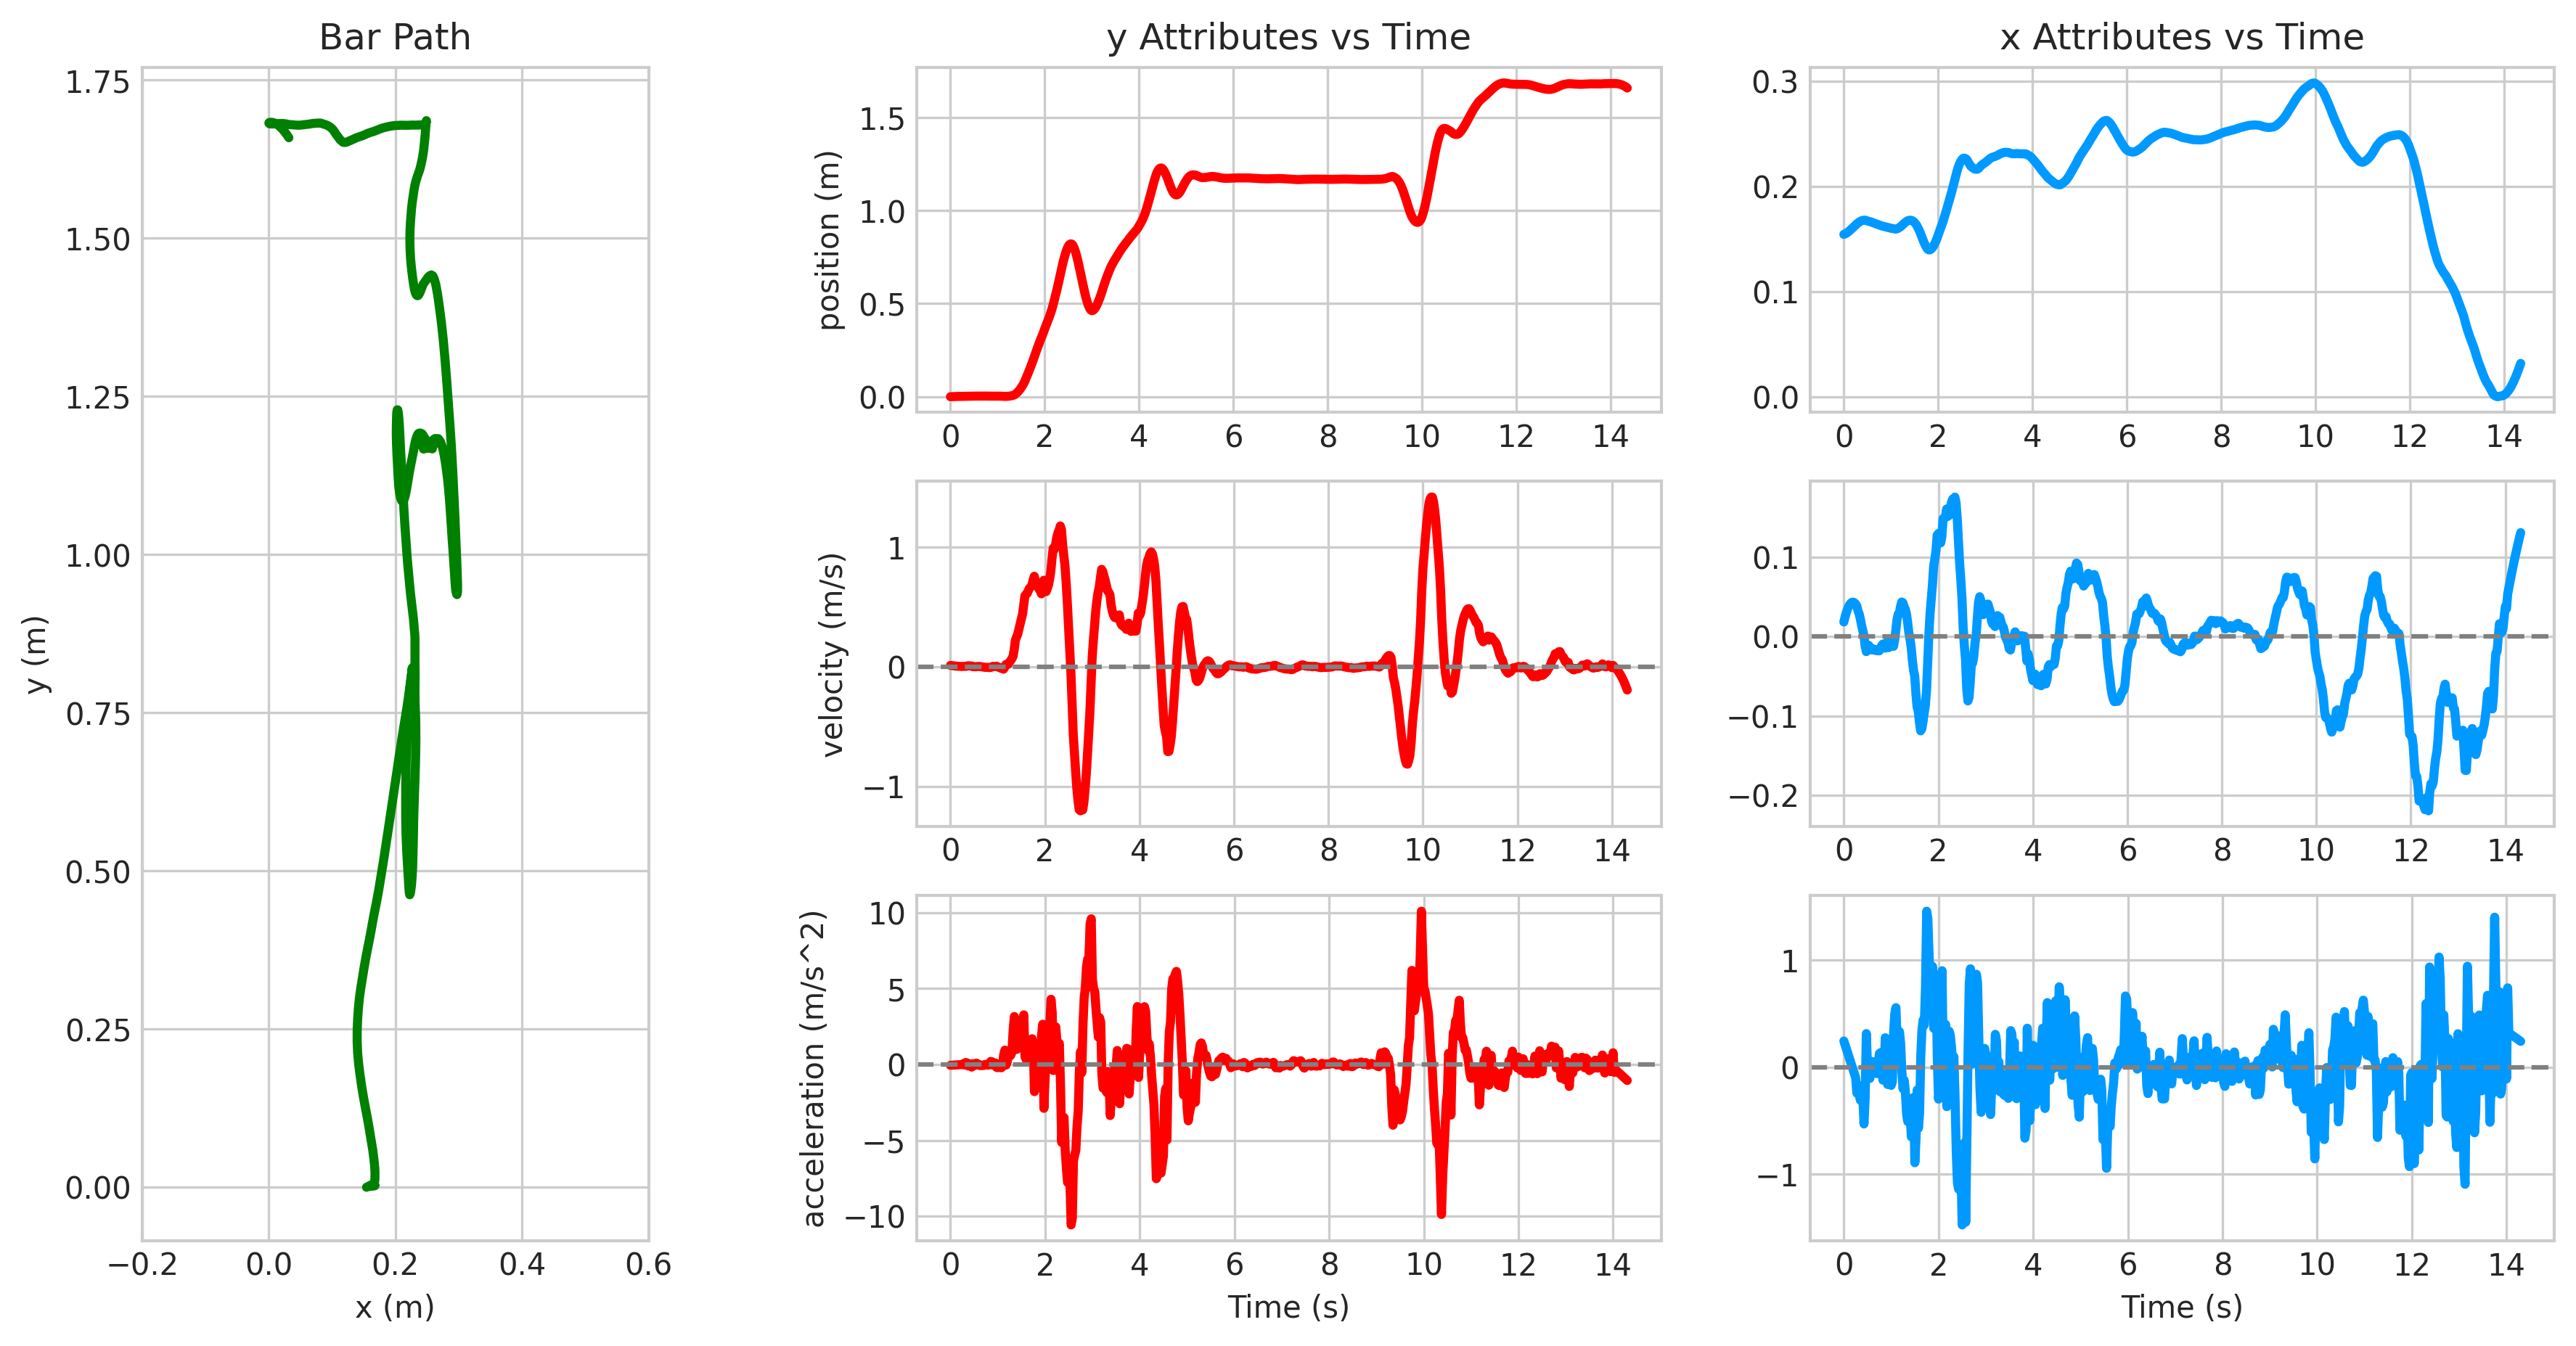 Bar Path
1.75
1.50
1.25
1.00
0.75
0.50
0.25
0.00
y (m)
−0.2 0.0 0.2 0.4 0.6
x (m)
y Attributes vs Time
position (m)
1.5
1.0
0.5
0.0
0 2 4 6 8 10 12 14
velocity (m/s)
1
0
−1
0 2 4 6 8 10 12 14
acceleration (m/s^2)
10
5
0
−5
−10
0 2 4 6 8 10 12 14
Time (s)
x Attributes vs Time
0.3
0.2
0.1
0.0
0 2 4 6 8 10 12 14
0.1
0.0
−0.1
−0.2
0 2 4 6 8 10 12 14
1
0
−1
0 2 4 6 8 10 12 14
Time (s)